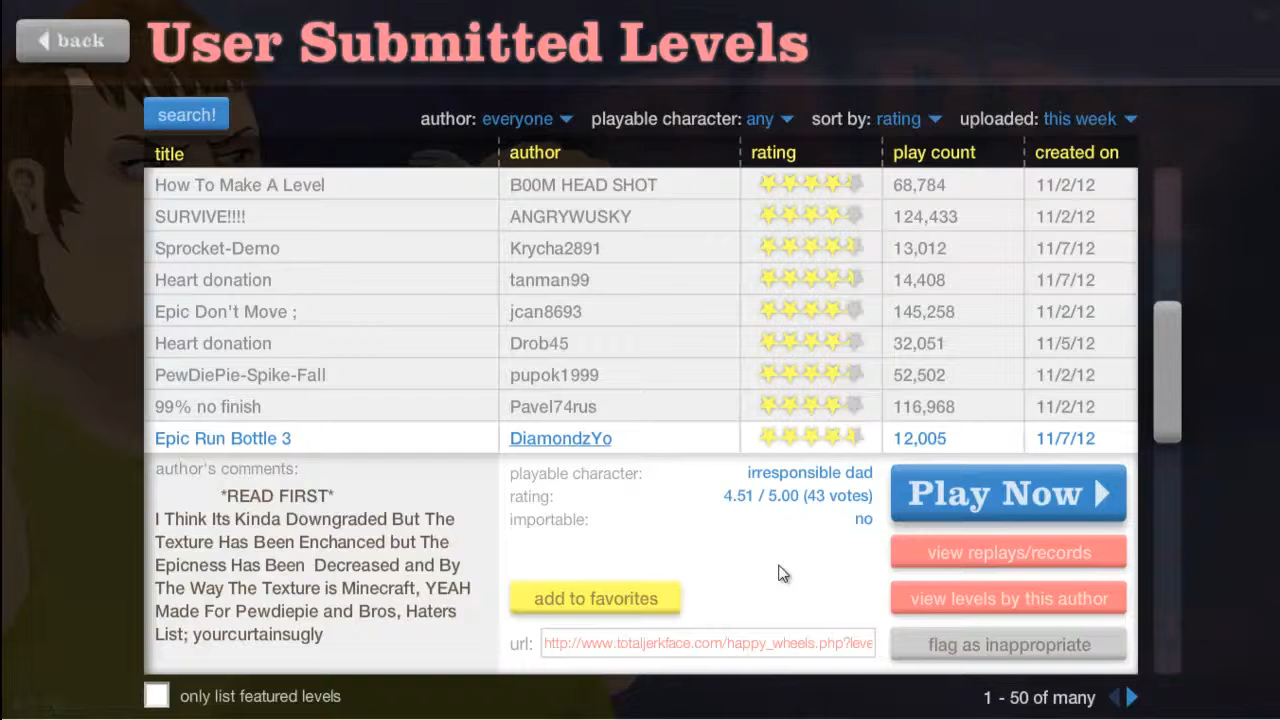 back
User Submitted Levels
search!
author: everyone playable character: any sort by: rating uploaded: this week
title author rating play count created on
How To Make A Level B00M HEAD SHOT 68,784 11/2/12
SURVIVE!!!! ANGRYWUSKY 124,433 11/2/12
Sprocket-Demo Krycha2891 13,012 11/7/12
Heart donation tanman99 14,408 11/7/12
Epic Don't Move ; jcan8693 145,258 11/2/12
Heart donation Drob45 32,051 11/5/12
PewDiePie-Spike-Fall pupok1999 52,502 11/2/12
99% no finish Pavel74rus 116,968 11/2/12
Epic Run Bottle 3 DiamondzYo 12,005 11/7/12
author's comments:
*READ FIRST*
I Think Its Kinda Downgraded But The
Texture Has Been Enchanced but The
Epicness Has Been Decreased and By
The Way The Texture is Minecraft, YEAH
Made For Pewdiepie and Bros, Haters
List; yourcurtainsugly
playable character: irresponsible dad
rating: 4.51 / 5.00 (43 votes)
importable: no
add to favorites
url: http://www.totaljerkface.com/happy_wheels.php?leve
Play Now
view replays/records
view levels by this author
flag as inappropriate
only list featured levels
1 - 50 of many